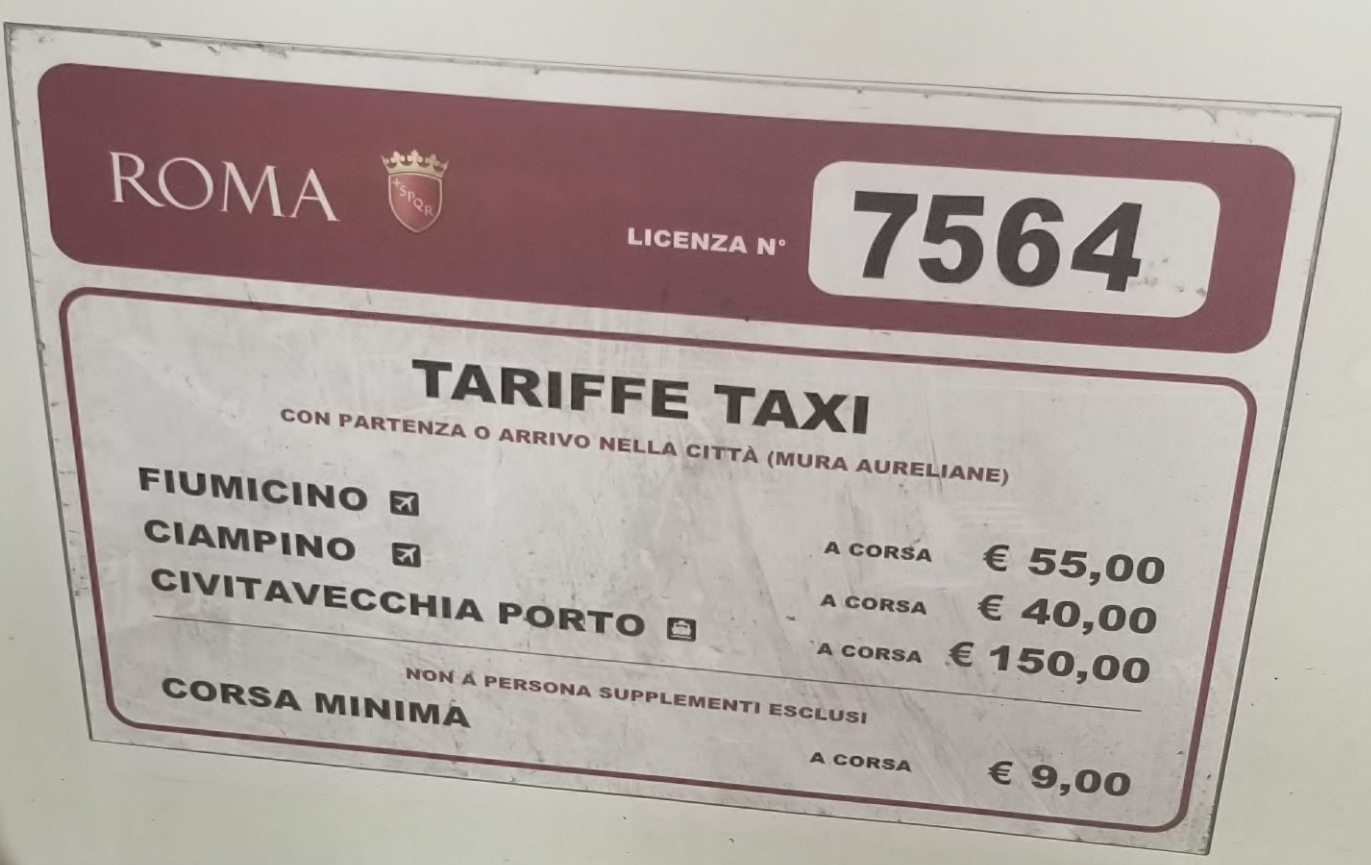 ROMA
SPQR
LICENZA N° 7564
TARIFFE TAXI
CON PARTENZA O ARRIVO NELLA CITTÀ (MURA AURELIANE)
FIUMICINO A CORSA € 55,00
CIAMPINO A CORSA € 40,00
CIVITAVECCHIA PORTO A CORSA € 150,00
NON A PERSONA SUPPLEMENTI ESCLUSI
CORSA MINIMA A CORSA € 9,00